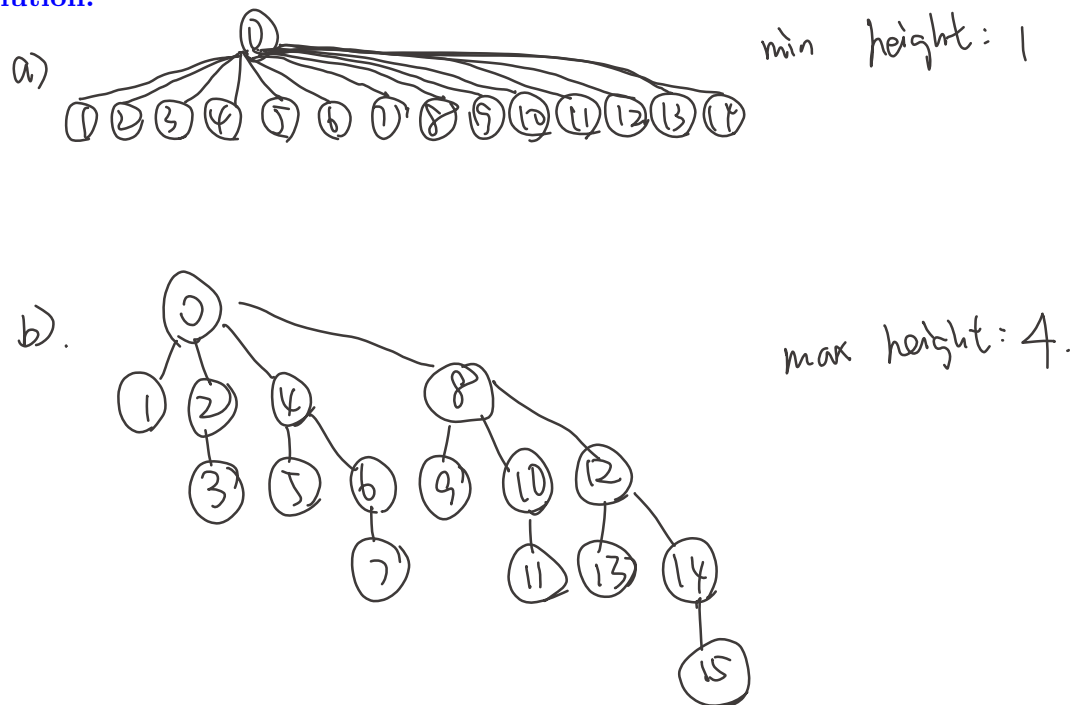 lution:
a)
0
min height: 1
1 2 3 4 5 6 7 8 9 10 11 12 13 14
b).
0
max height: 4.
1 2 4 8
3 5 6 9 10 12
7 11 13 14
15